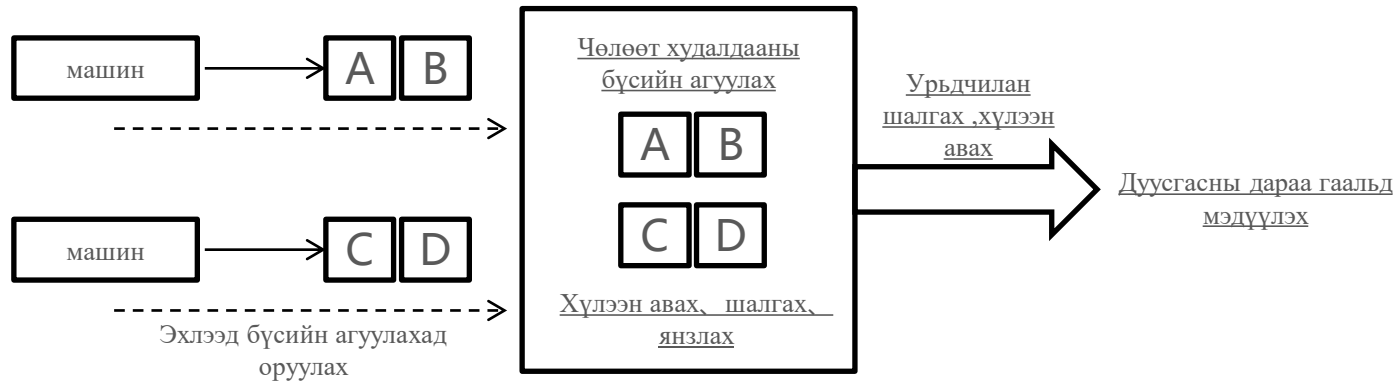 машин
A B
Чөлөөт худалдааны
бүсийн агуулах
A B
C D
Хүлээн авах、шалгах、
янзлах
Урьдчилан
шалгах ,хүлээн
авах
Дуусгасны дараа гаальд
мэдүүлэх
машин
C D
Эхлээд бүсийн агуулахад
оруулах